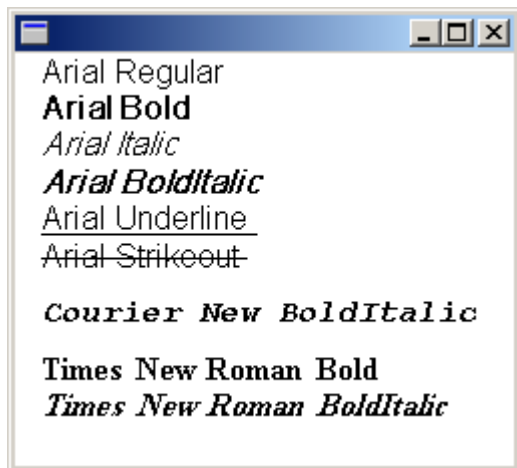 Arial Regular
Arial Bold
Arial Italic
Arial BoldItalic
Arial Underline
Arial Strikeout
Courier New BoldItalic
Times New Roman Bold
Times New Roman BoldItalic